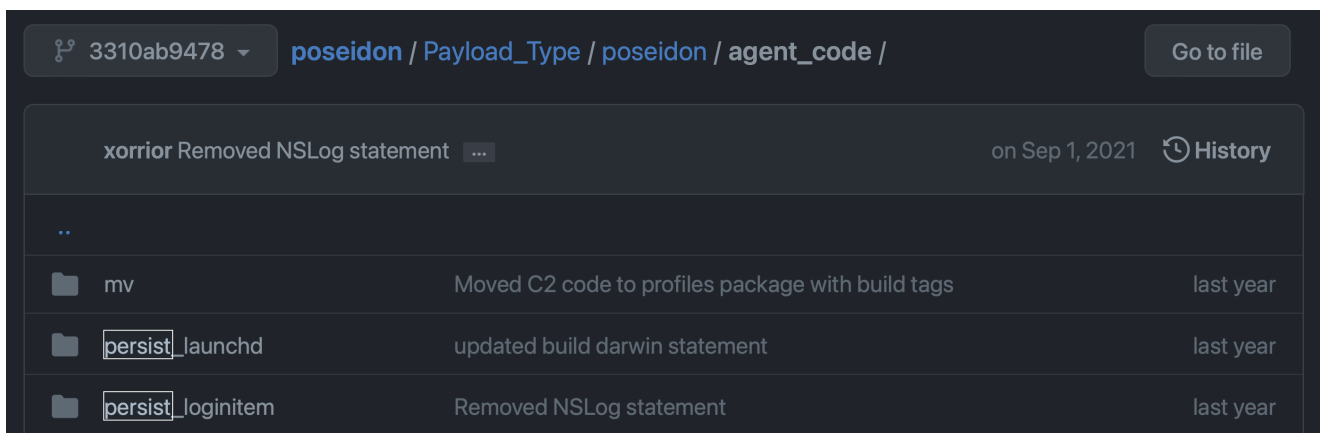 3310ab9478 poseidon / Payload_Type / poseidon / agent_code / Go to file
xorrior Removed NSLog statement ... on Sep 1, 2021 History
..
mv Moved C2 code to profiles package with build tags last year
persist_launchd updated build darwin statement last year
persist_loginitem Removed NSLog statement last year